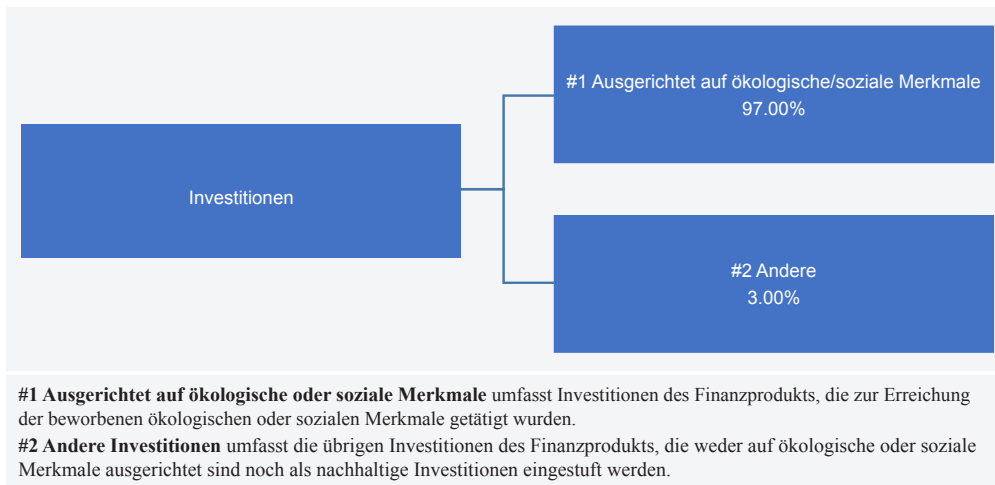 #1 Ausgerichtet auf ökologische/soziale Merkmale
97.00%
Investitionen
#2 Andere
3.00%
#1 Ausgerichtet auf ökologische oder soziale Merkmale umfasst Investitionen des Finanzprodukts, die zur Erreichung
der beworbenen ökologischen oder sozialen Merkmale getätigt wurden.
#2 Andere Investitionen umfasst die übrigen Investitionen des Finanzprodukts, die weder auf ökologische oder soziale
Merkmale ausgerichtet sind noch als nachhaltige Investitionen eingestuft werden.